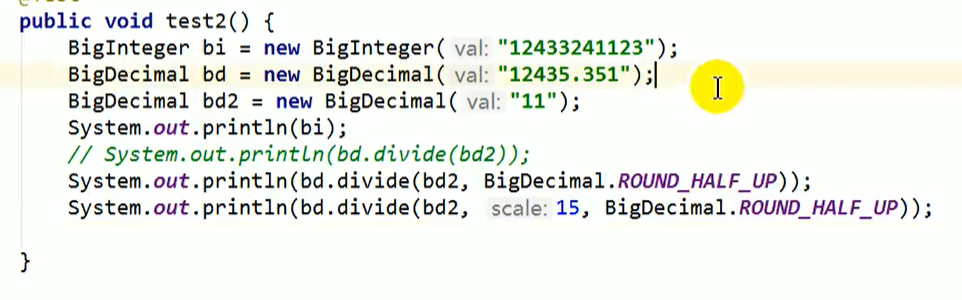 public void test2() {
BigInteger bi = new BigInteger( val: "12433241123");
BigDecimal bd = new BigDecimal( val: "12435.351");
BigDecimal bd2 = new BigDecimal( val: "11");
System.out.println(bi);
// System.out.println(bd.divide(bd2));
System.out.println(bd.divide(bd2, BigDecimal.ROUND_HALF_UP));
System.out.println(bd.divide(bd2, scale: 15, BigDecimal.ROUND_HALF_UP));
}